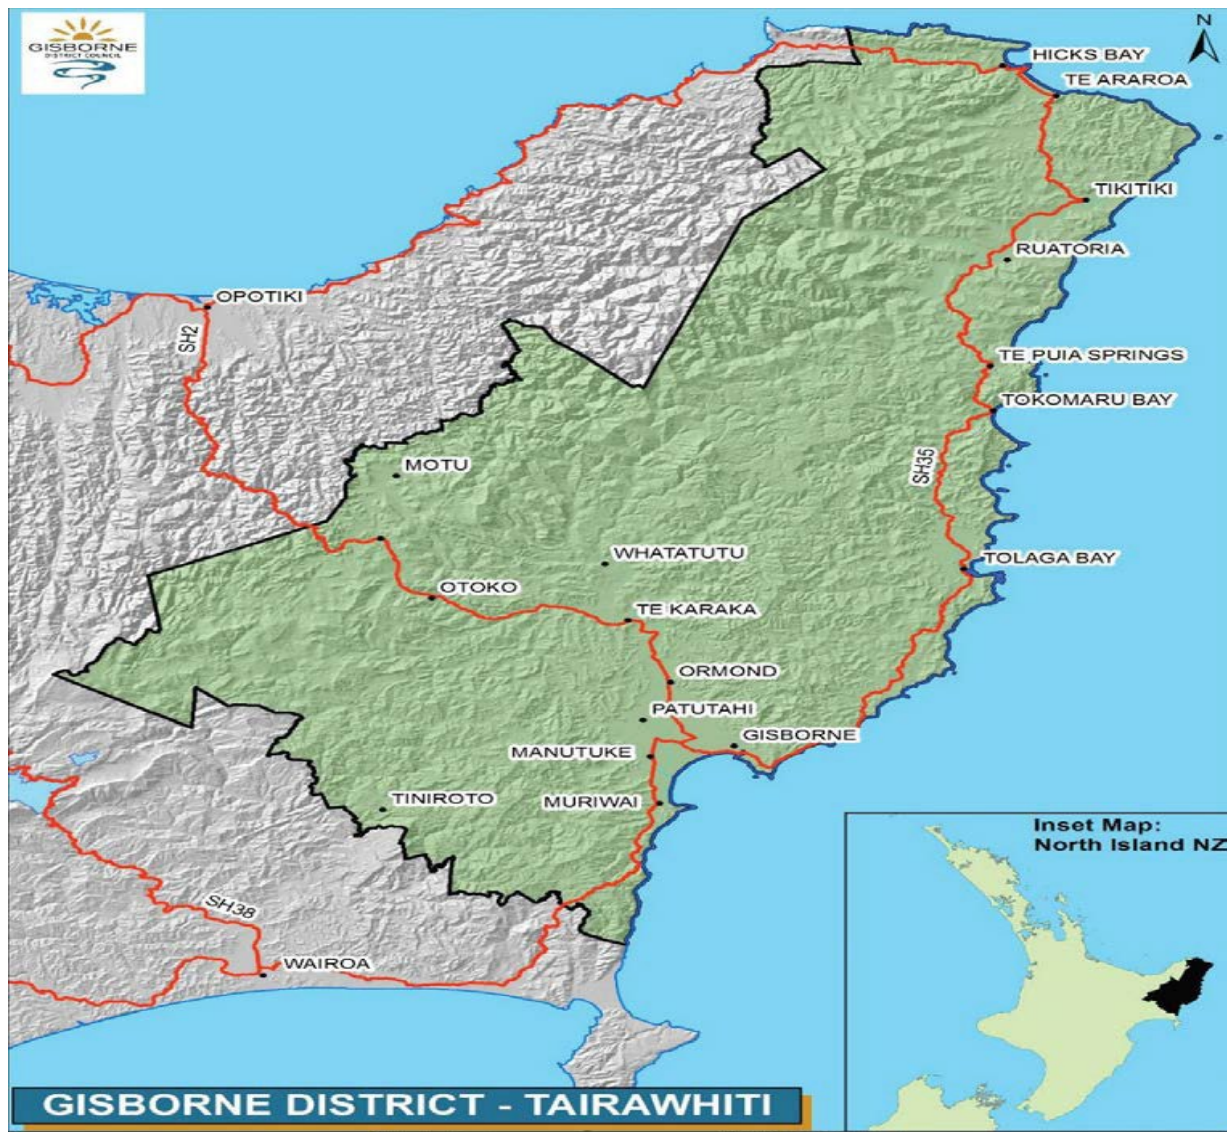 GISBORNE
DISTRICT COUNCIL
N
HICKS BAY
TE ARAROA
TIKITIKI
RUATORIA
OPOTIKI
SH2
TE PUIA SPRINGS
TOKOMARU BAY
SH35
MOTU
WHATATUTU
TOLAGA BAY
OTOKO
TE KARAKA
ORMOND
PATUTAHI
GISBORNE
MANUTUKE
TINIROTO
MURIWAI
Inset Map:
North Island NZ
SH38
WAIROA
GISBORNE DISTRICT - TAIRAWHITI